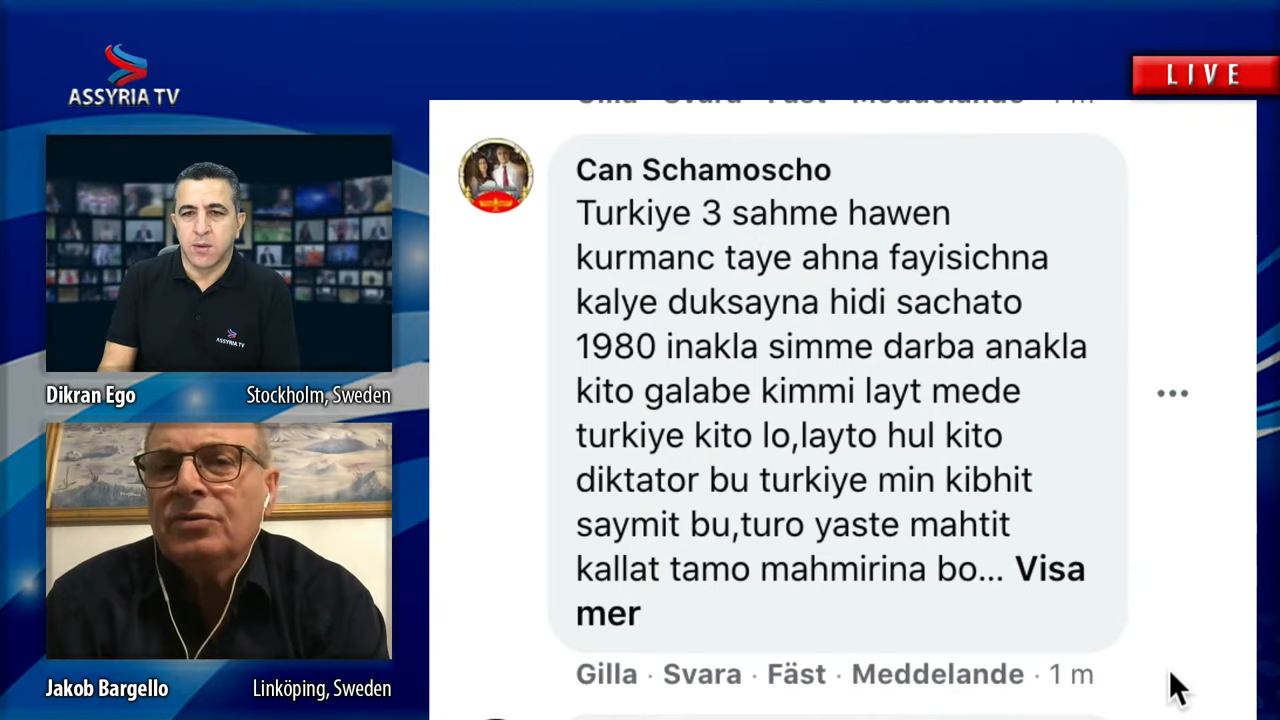 ASSYRIA TV
LIVE
Can Schamoscho
Turkiye 3 sahme hawen
kurmanc taye ahna fayisichna
kalye duksayna hidi sachato
1980 inakla simme darba anakla
kito galabe kimmi layt mede
turkiye kito lo,layto hul kito
diktator bu turkiye min kibhit
saymit bu,turo yaste mahtit
kallat tamo mahmirina bo... Visa
mer
Gilla · Svara · Fäst · Meddelande · 1 m
ASSYRIA TV
Dikran Ego
Stockholm, Sweden
Jakob Bargello
Linköping, Sweden